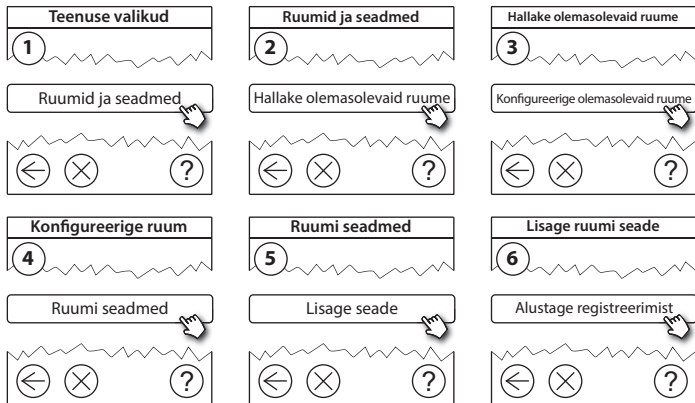 Teenuse valikud
1
Ruumid ja seadmed
?
Ruumid ja seadmed
2
Hallake olemasolevaid ruume
?
Hallake olemasolevaid ruume
3
Konfigureerige olemasolevaid ruume
?
Konfigureerige ruum
4
Ruumi seadmed
?
Ruumi seadmed
5
Lisage seade
?
Lisage ruumi seade
6
Alustage registreerimist
?